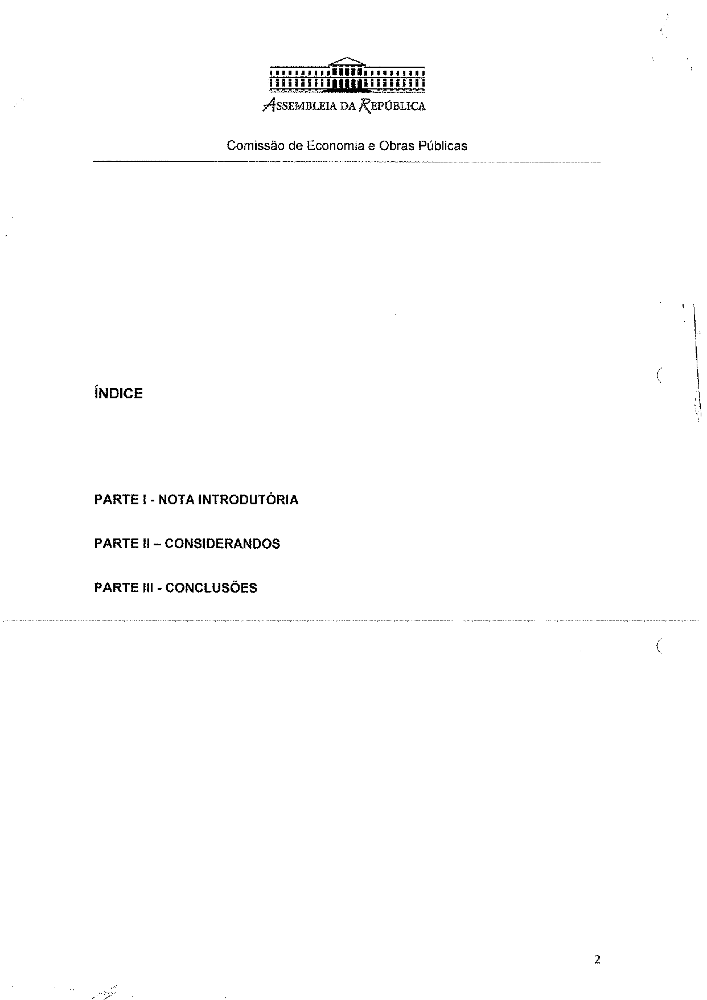 ASSEMBLEIA DA REPÚBLICA
Comissão de Economia e Obras Públicas
ÍNDICE
PARTE I - NOTA INTRODUTÓRIA
PARTE II – CONSIDERANDOS
PARTE III - CONCLUSÕES
2